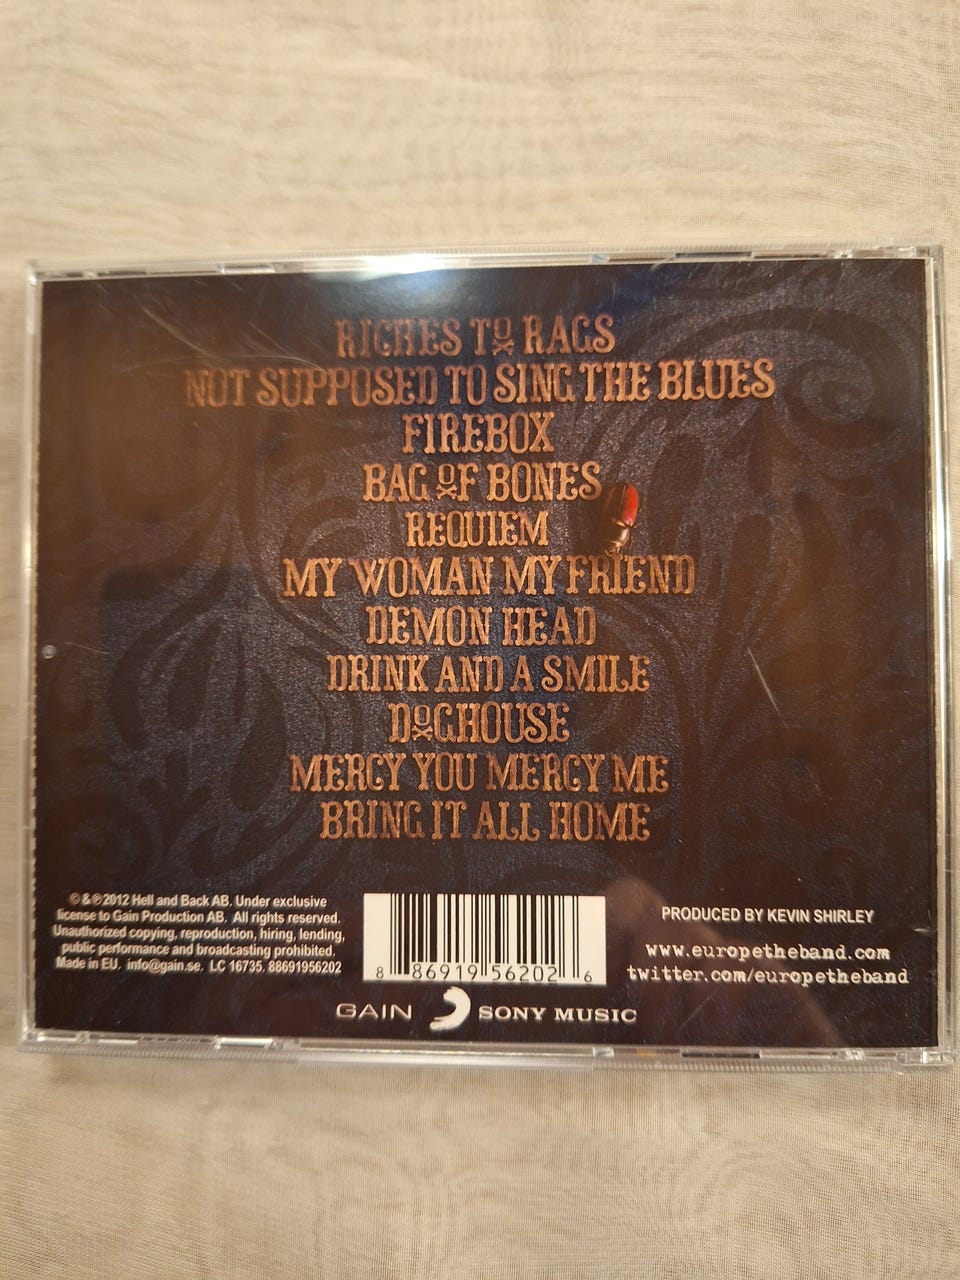 RICHES TO RAGS
NOT SUPPOSED TO SING THE BLUES
FIREBOX
BAG OF BONES
REQUIEM
MY WOMAN MY FRIEND
DEMON HEAD
DRINK AND A SMILE
DOGHOUSE
MERCY YOU MERCY ME
BRING IT ALL HOME
© & ℗ 2012 Hell and Back AB. Under exclusive
license to Gain Production AB. All rights reserved.
Unauthorized copying, reproduction, hiring, lending,
public performance and broadcasting prohibited.
Made in EU. info@gain.se. LC 16735. 88691956202
8 86919 56202 6
PRODUCED BY KEVIN SHIRLEY
www.europetheband.com
twitter.com/europetheband
GAIN
SONY MUSIC